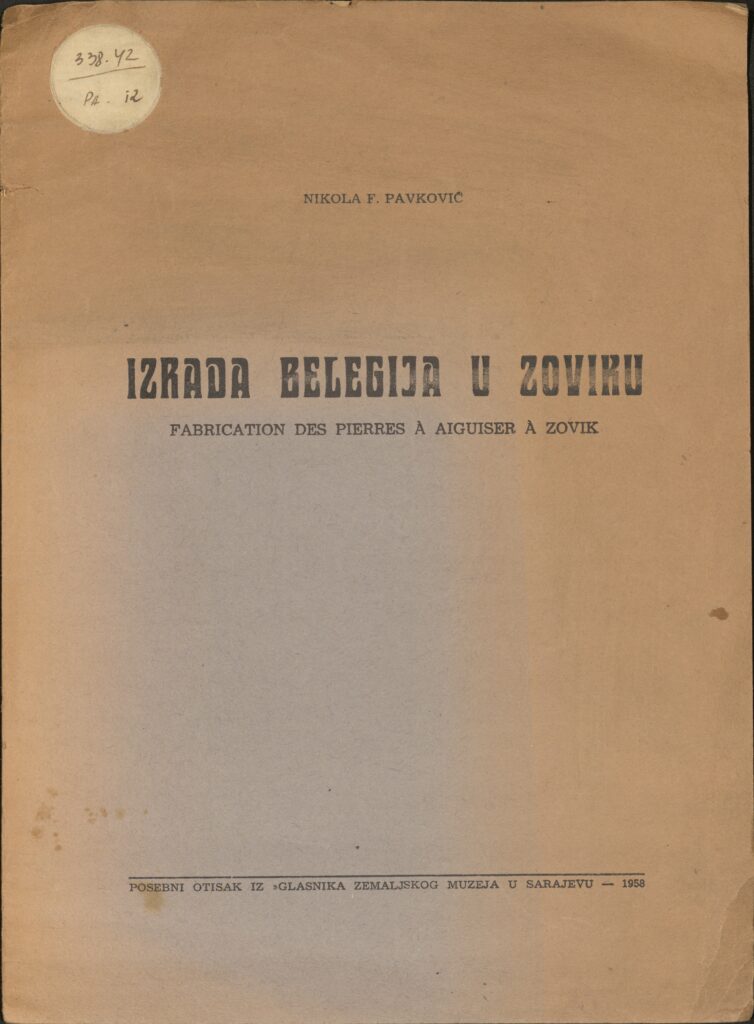 338.42
Pa. iz
NIKOLA F. PAVKOVIĆ
IZRADA BELEGIJA U ZOVIKU
FABRICATION DES PIERRES À AIGUISER À ZOVIK
POSEBNI OTISAK IZ »GLASNIKA ZEMALJSKOG MUZEJA U SARAJEVU — 1958